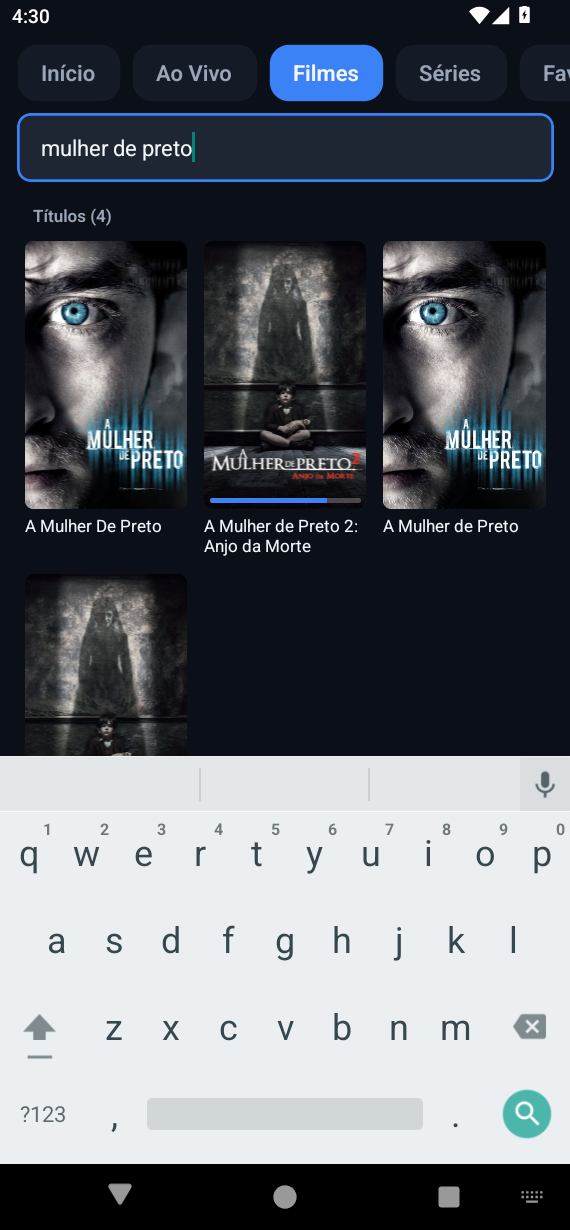 4:30
Início
Ao Vivo
Filmes
Séries
Fav
mulher de preto
Títulos (4)
A
MULHER
DE PRETO
A
MULHER DE PRETO 2
ANJO DA MORTE
A
MULHER
DE PRETO
A Mulher De Preto
A Mulher de Preto 2:
Anjo da Morte
A Mulher de Preto
1 2 3 4 5 6 7 8 9 0
q w e r t y u i o p
a s d f g h j k l
z x c v b n m
?123 , .